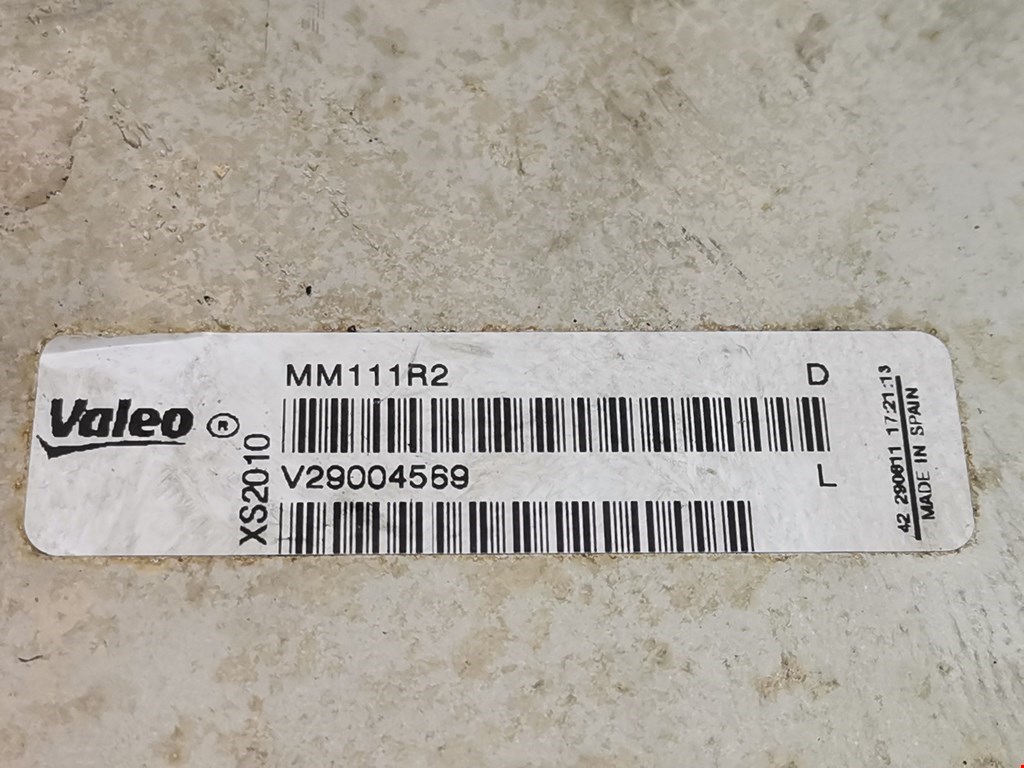 Valeo ®
XS2010
MM111R2 D
V29004569 L
42 290611 17:21:13
MADE IN SPAIN